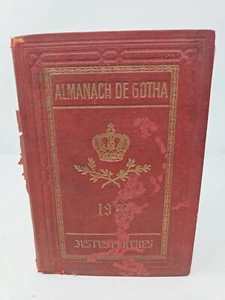 ALMANACH DE GOTHA
JUSTUS PERTHES